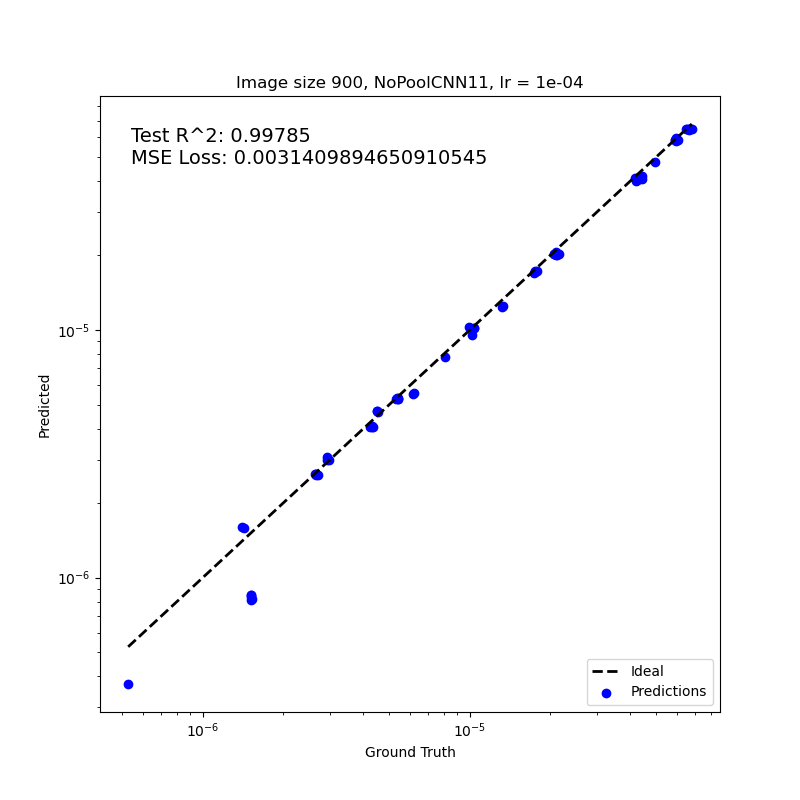 Image size 900, NoPoolCNN11, lr = 1e-04
Test R^2: 0.99785
MSE Loss: 0.0031409894650910545
Predicted
10⁻⁵
10⁻⁶
Ideal
Predictions
10⁻⁶
10⁻⁵
Ground Truth